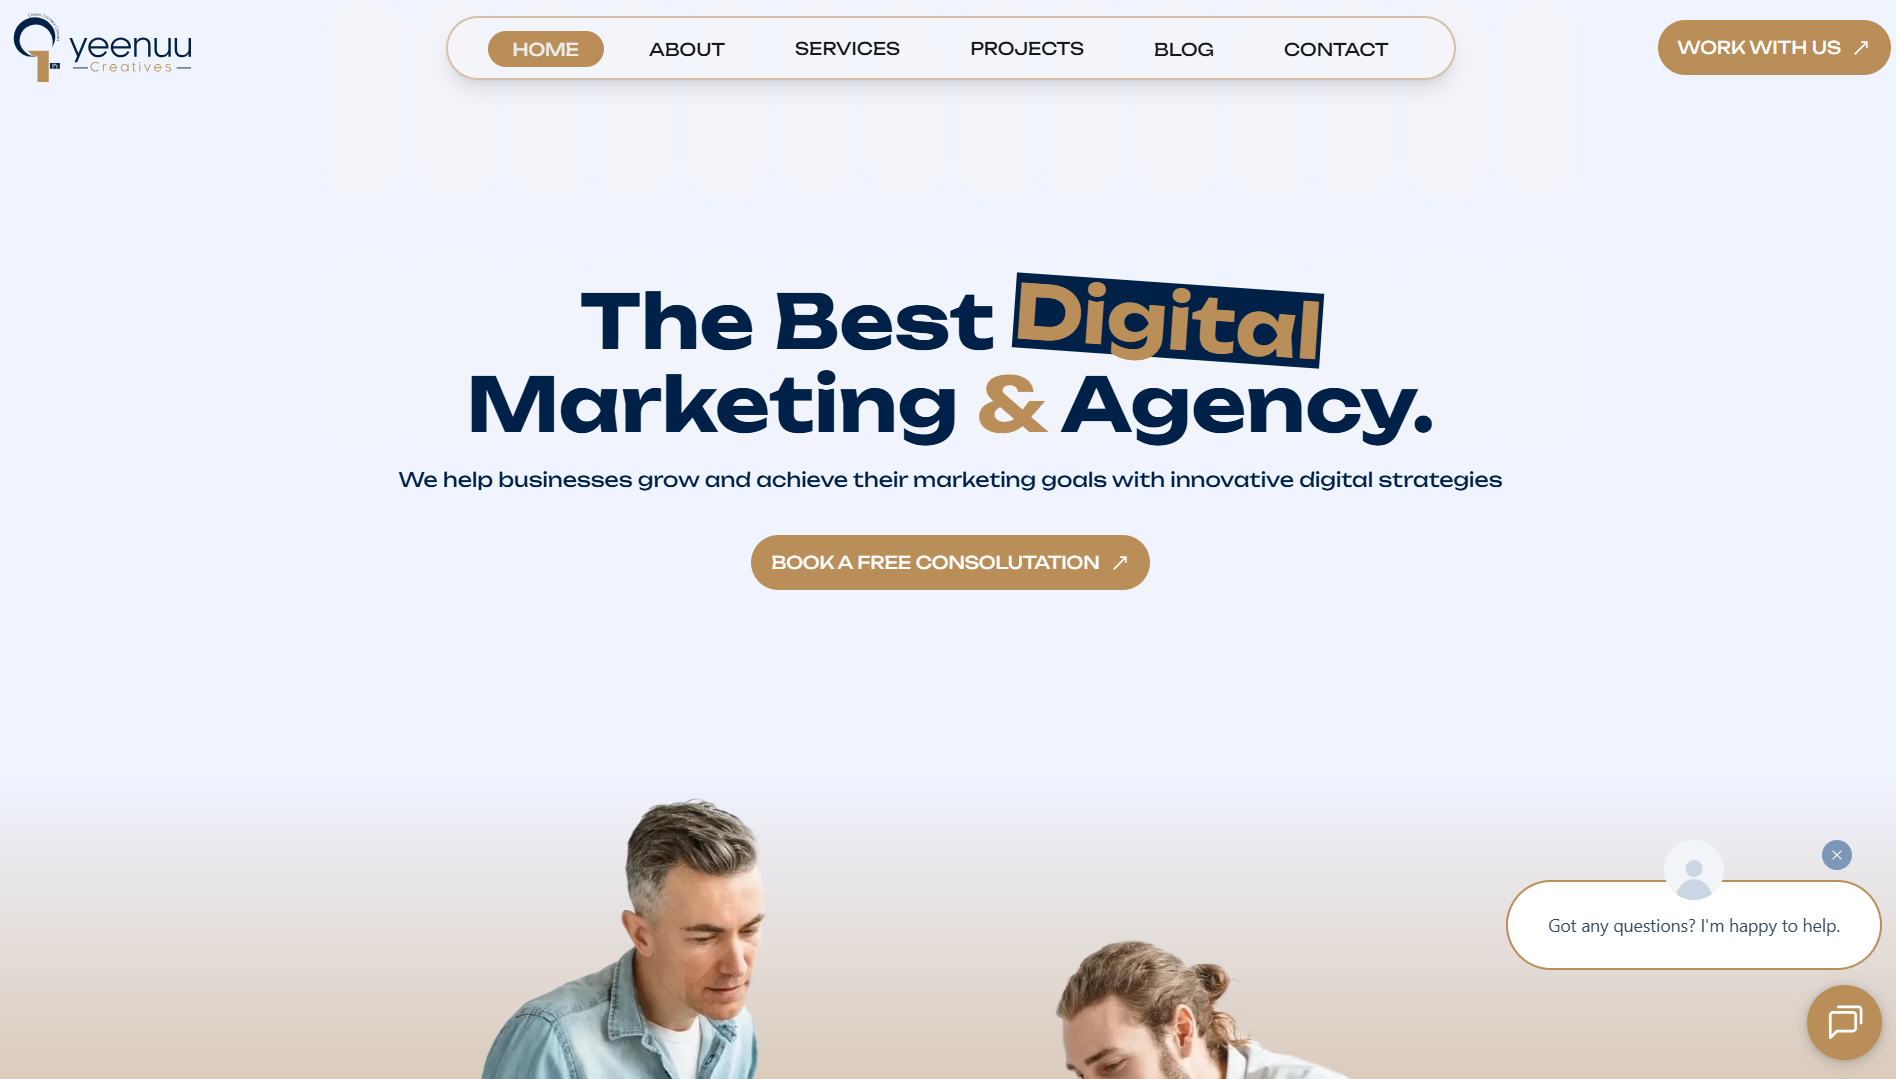 yeenuu
Creatives
HOME
ABOUT
SERVICES
PROJECTS
BLOG
CONTACT
WORK WITH US
The Best Digital
Marketing & Agency.
We help businesses grow and achieve their marketing goals with innovative digital strategies
BOOK A FREE CONSOLUTATION
Got any questions? I'm happy to help.